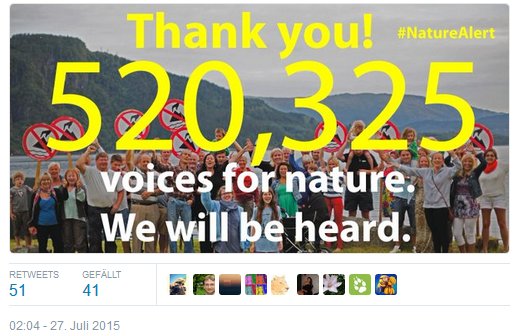 Thank you!
#NatureAlert
520,325
voices for nature.
We will be heard.
RETWEETS GEFÄLLT
51 41
02:04 - 27. Juli 2015